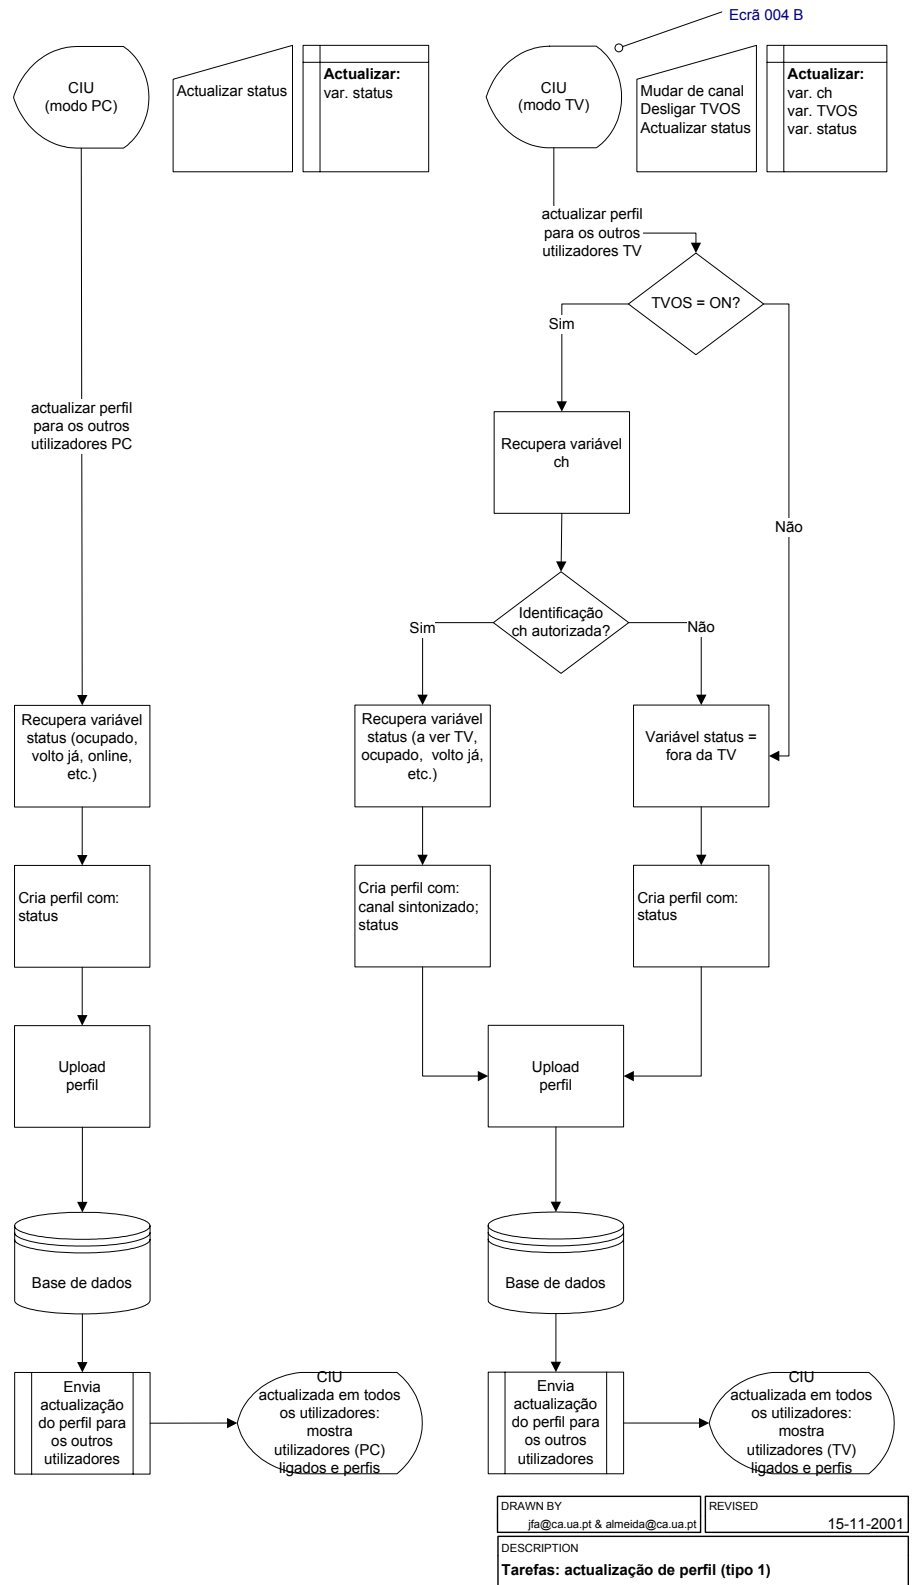 Ecrã 004 B
CIU
(modo PC)
Actualizar status
Actualizar:
var. status
CIU
(modo TV)
Mudar de canal
Desligar TVOS
Actualizar status
Actualizar:
var. ch
var. TVOS
var. status
actualizar perfil
para os outros
utilizadores TV
TVOS = ON?
Sim
actualizar perfil
para os outros
utilizadores PC
Recupera variável
ch
Não
Identificação
ch autorizada?
Sim
Não
Recupera variável
status (ocupado,
volto já, online,
etc.)
Recupera variável
status (a ver TV,
ocupado, volto já,
etc.)
Variável status =
fora da TV
Cria perfil com:
status
Cria perfil com:
canal sintonizado;
status
Cria perfil com:
status
Upload
perfil
Upload
perfil
Base de dados
Base de dados
Envia
actualização
do perfil para
os outros
utilizadores
CIU
actualizada em todos
os utilizadores:
mostra
utilizadores (PC)
ligados e perfis
Envia
actualização
do perfil para
os outros
utilizadores
CIU
actualizada em todos
os utilizadores:
mostra
utilizadores (TV)
ligados e perfis
DRAWN BY
jfa@ca.ua.pt & almeida@ca.ua.pt
REVISED
15-11-2001
DESCRIPTION
Tarefas: actualização de perfil (tipo 1)